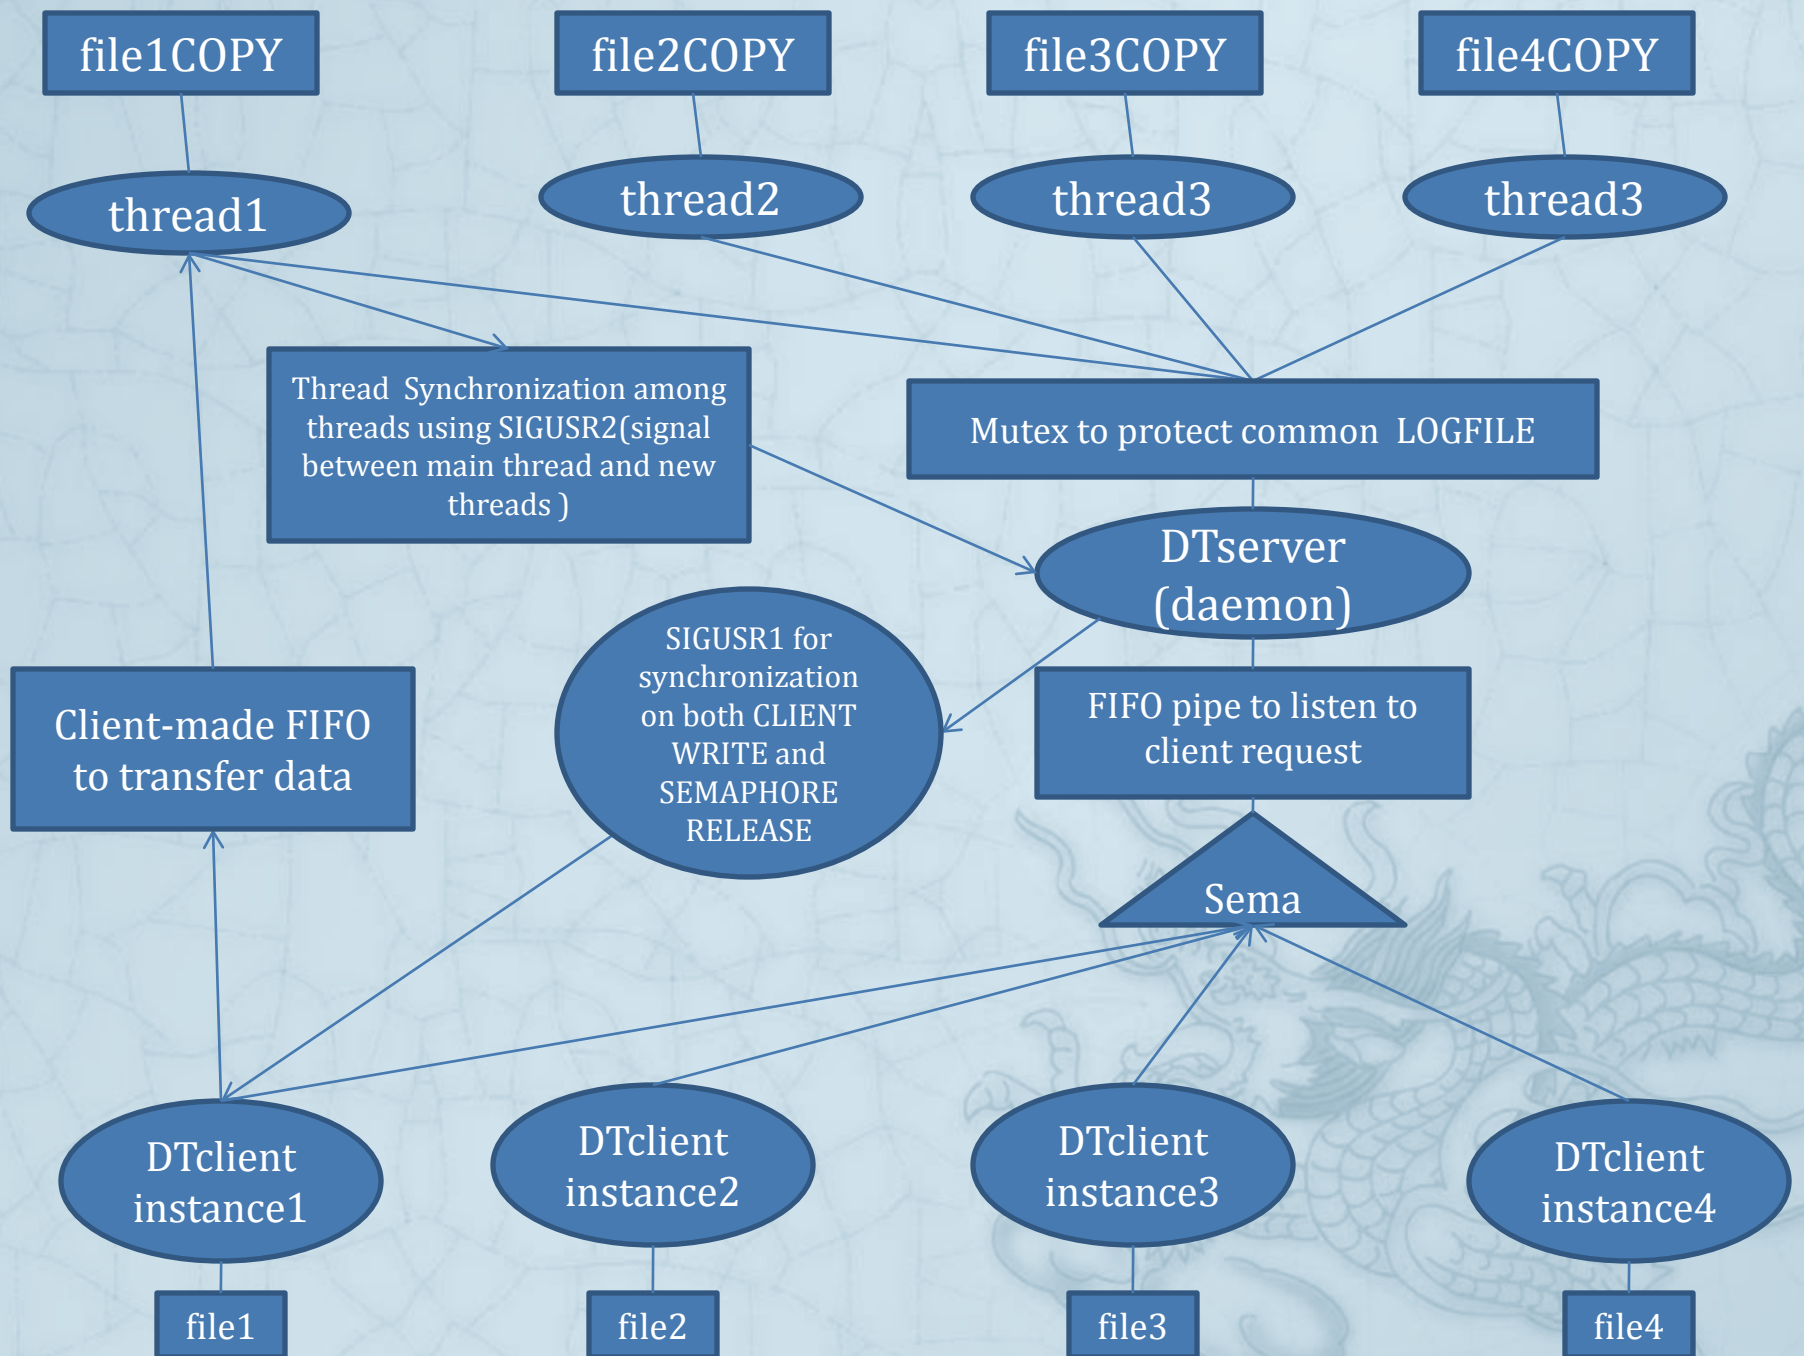 file1COPY
file2COPY
file3COPY
file4COPY
thread1
thread2
thread3
thread3
Thread Synchronization among
threads using SIGUSR2(signal
between main thread and new
threads )
Mutex to protect common LOGFILE
DTserver
(daemon)
SIGUSR1 for
synchronization
on both CLIENT
WRITE and
SEMAPHORE
RELEASE
FIFO pipe to listen to
client request
Client-made FIFO
to transfer data
Sema
DTclient
instance1
DTclient
instance2
DTclient
instance3
DTclient
instance4
file1
file2
file3
file4